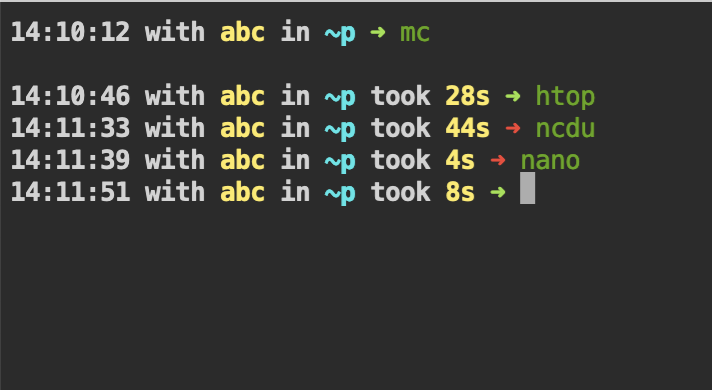 14:10:12 with abc in ~p ➜ mc
14:10:46 with abc in ~p took 28s ➜ htop
14:11:33 with abc in ~p took 44s ➜ ncdu
14:11:39 with abc in ~p took 4s ➜ nano
14:11:51 with abc in ~p took 8s ➜